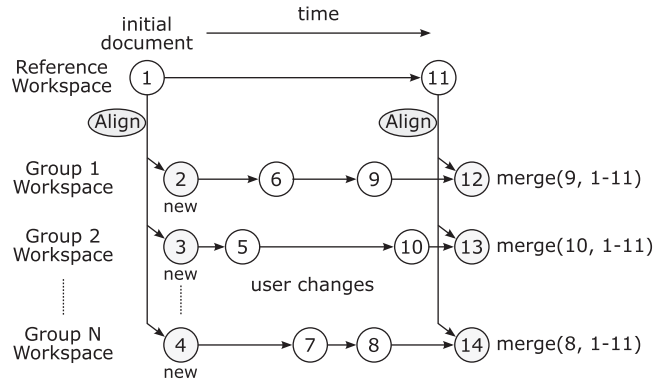 initial
document
time
Reference
Workspace
1
11
Align
Align
Group 1
Workspace
2
6
9
12
merge(9, 1-11)
new
Group 2
Workspace
3
5
10
13
merge(10, 1-11)
new
user changes
Group N
Workspace
4
7
8
14
merge(8, 1-11)
new